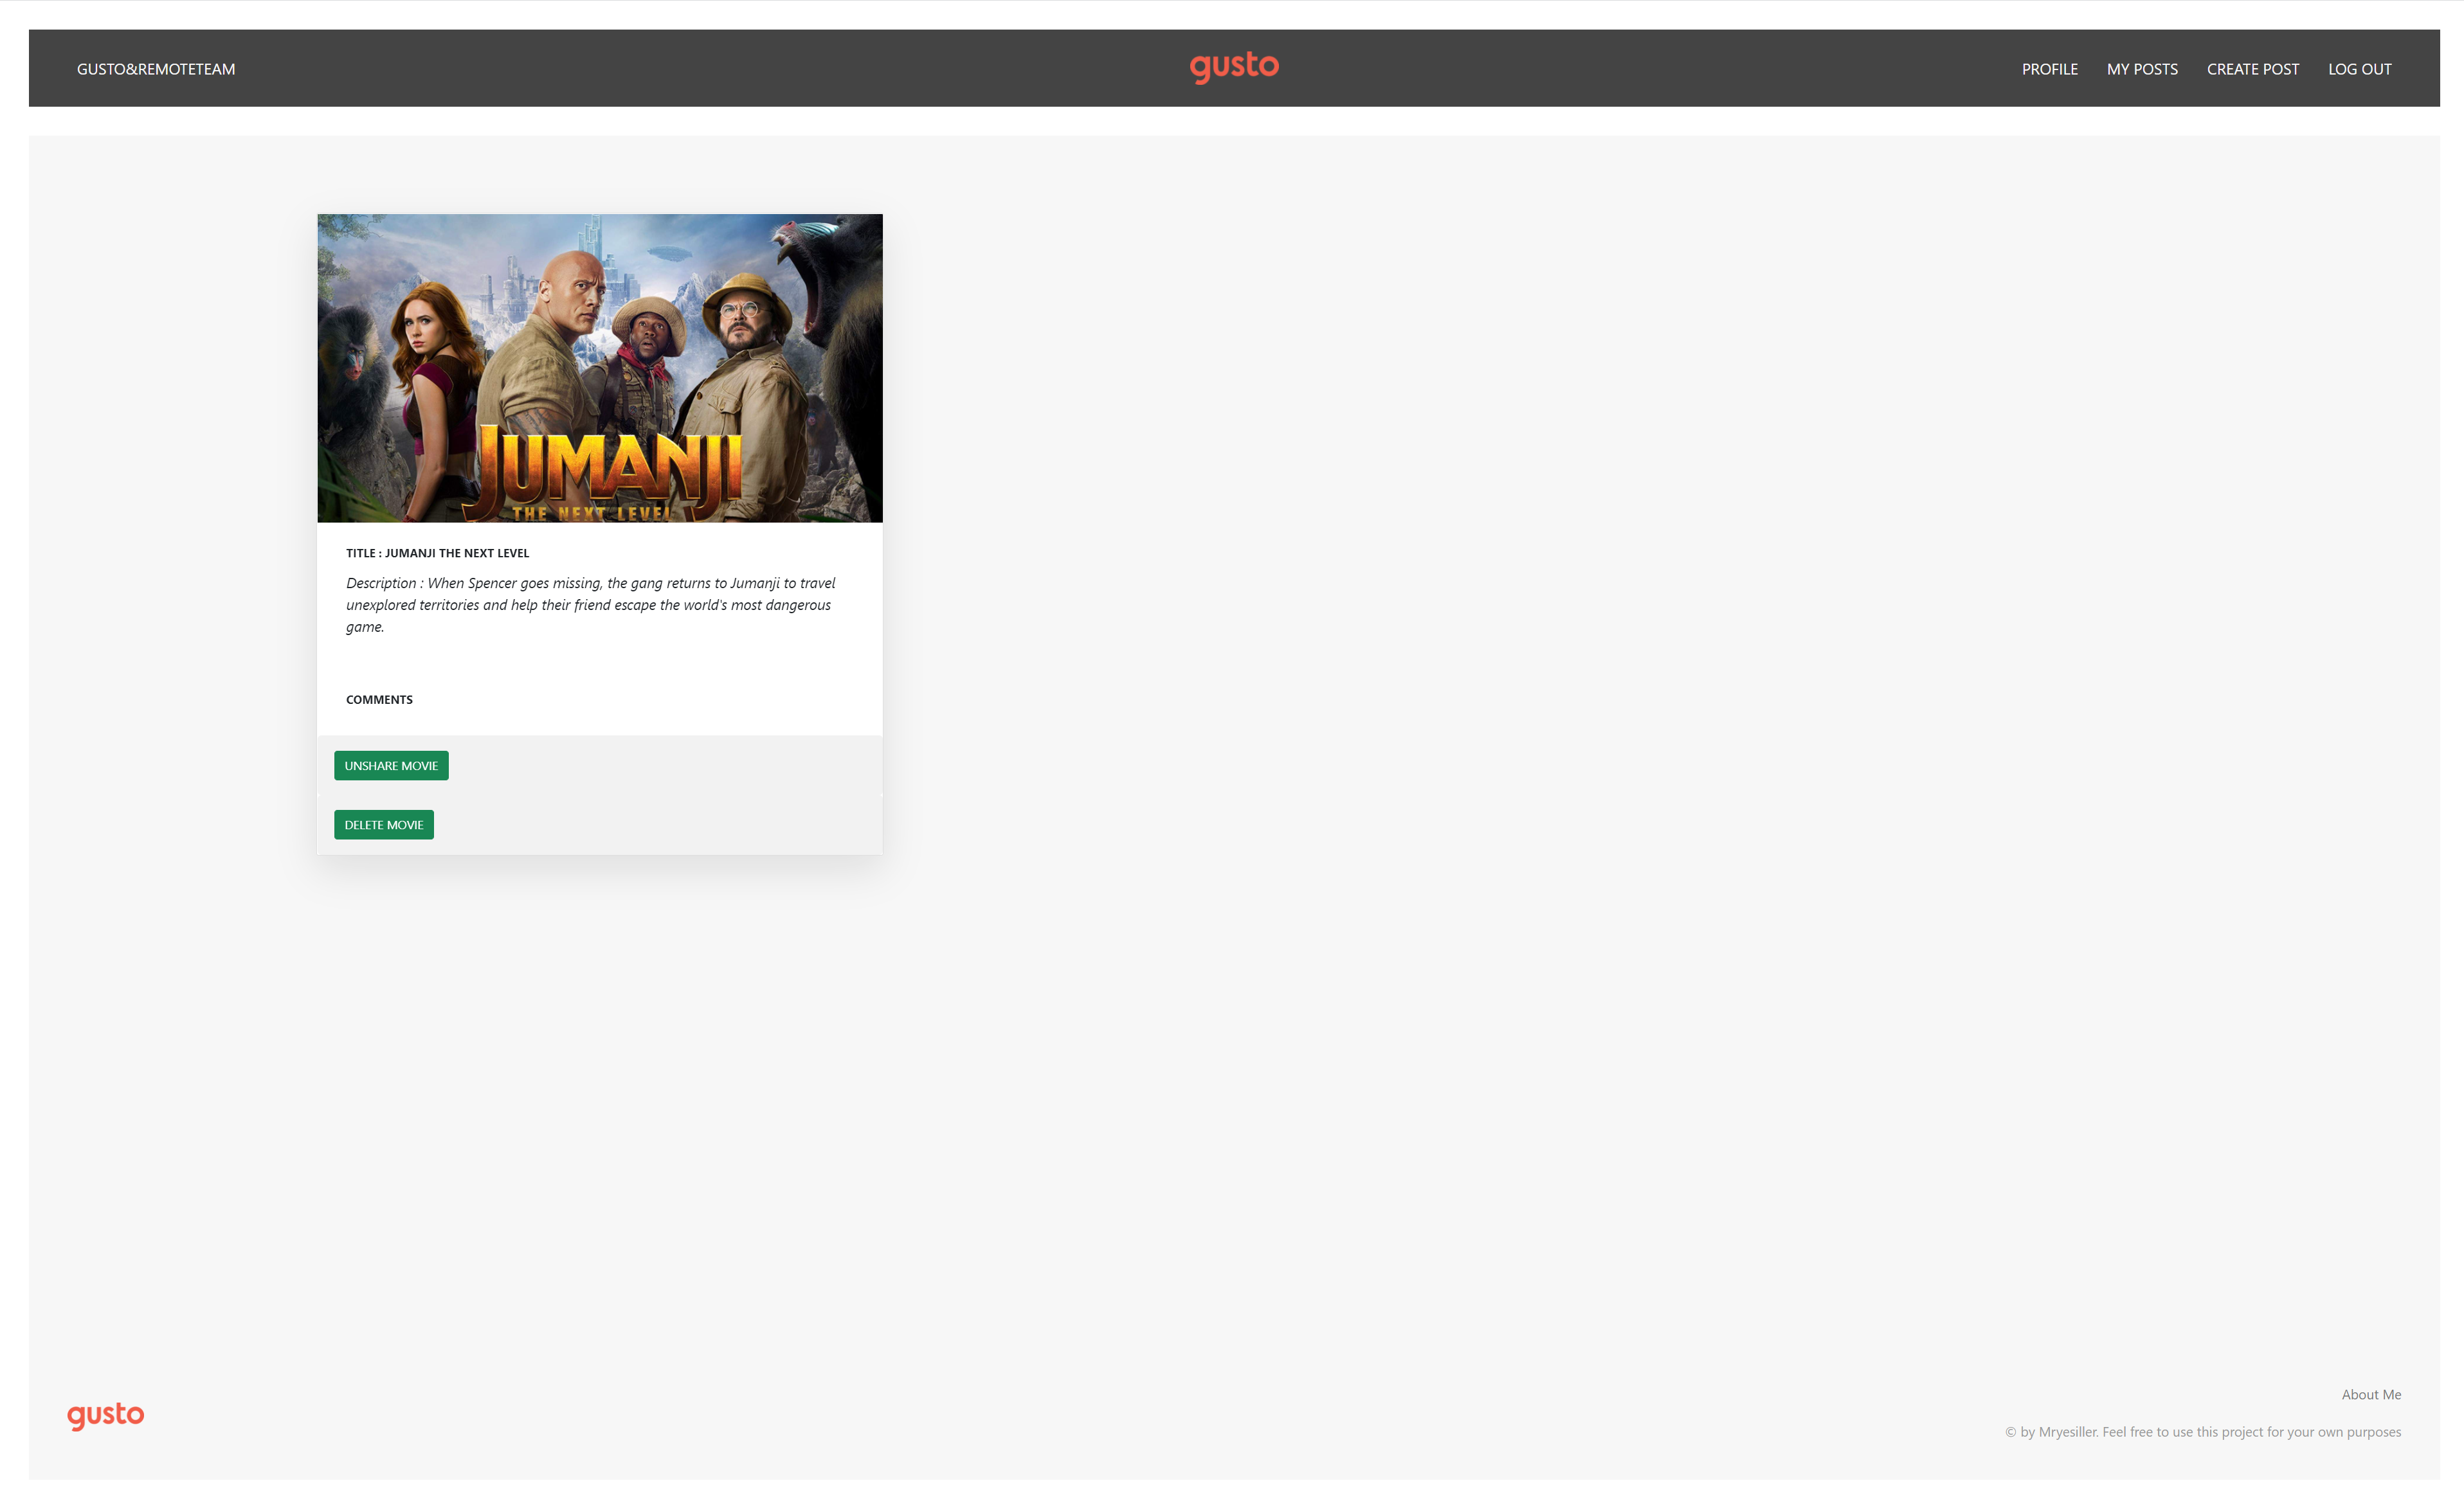 GUSTO&REMOTETEAM
gusto
PROFILE
MY POSTS
CREATE POST
LOG OUT
JUMANJI
THE NEXT LEVEL
TITLE : JUMANJI THE NEXT LEVEL
Description : When Spencer goes missing, the gang returns to Jumanji to travel
unexplored territories and help their friend escape the world's most dangerous
game.
COMMENTS
UNSHARE MOVIE
DELETE MOVIE
gusto
About Me
© by Mryesiller. Feel free to use this project for your own purposes